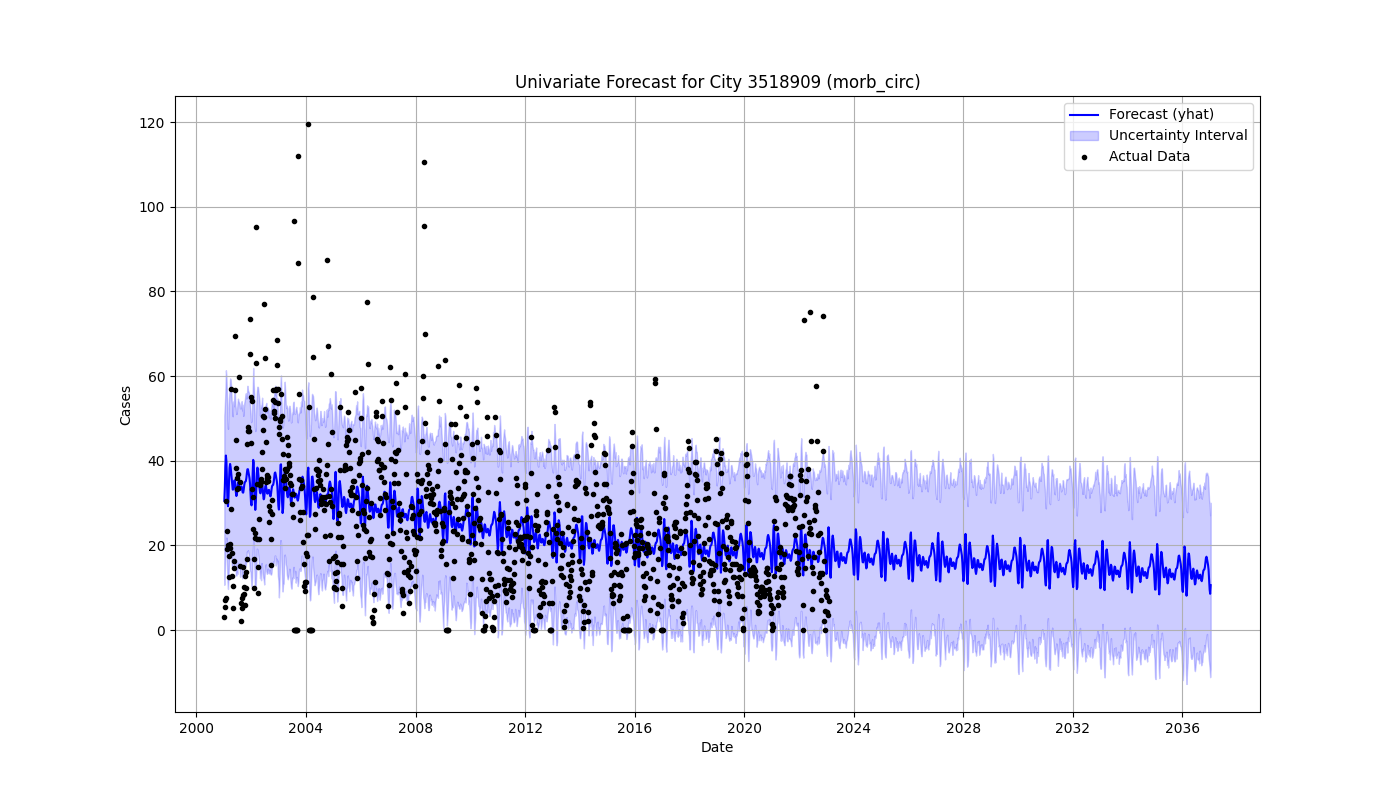 Univariate Forecast for City 3518909 (morb_circ)
Forecast (yhat)
Uncertainty Interval
Actual Data
120
100
80
60
40
20
0
Cases
2000
2004
2008
2012
2016
2020
2024
2028
2032
2036
Date